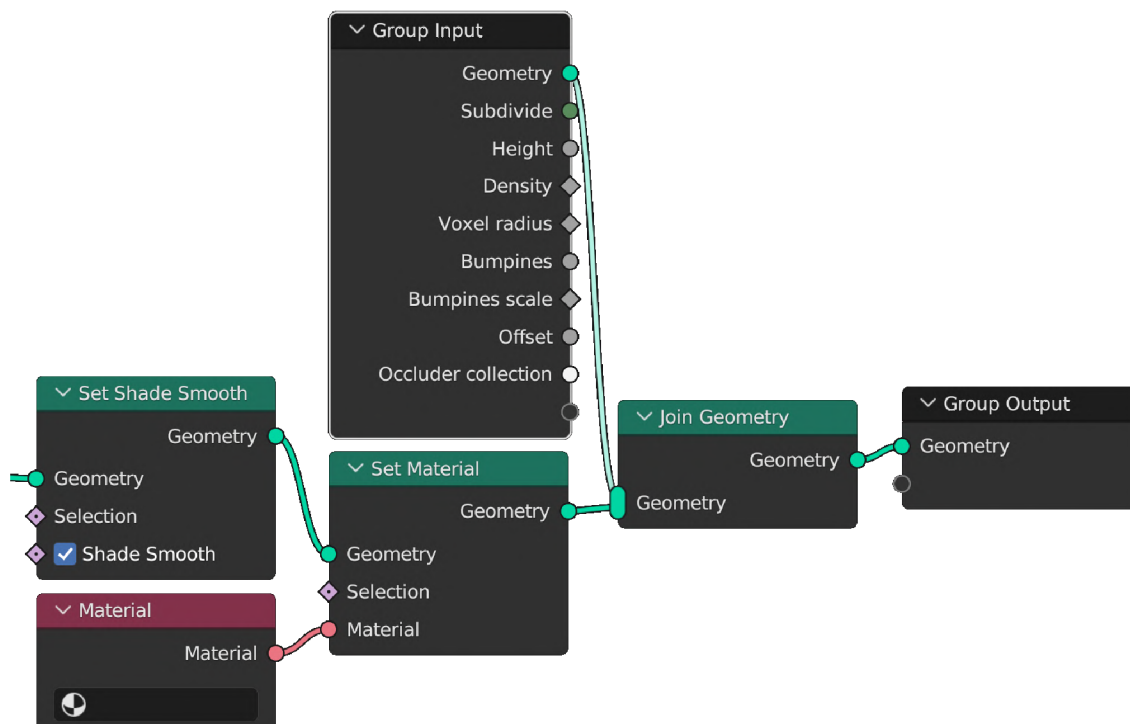 Group Input
Geometry
Subdivide
Height
Density
Voxel radius
Bumpines
Bumpines scale
Offset
Occluder collection
Set Shade Smooth
Geometry
Geometry
Selection
Shade Smooth
Material
Material
Set Material
Geometry
Geometry
Selection
Material
Join Geometry
Geometry
Geometry
Group Output
Geometry